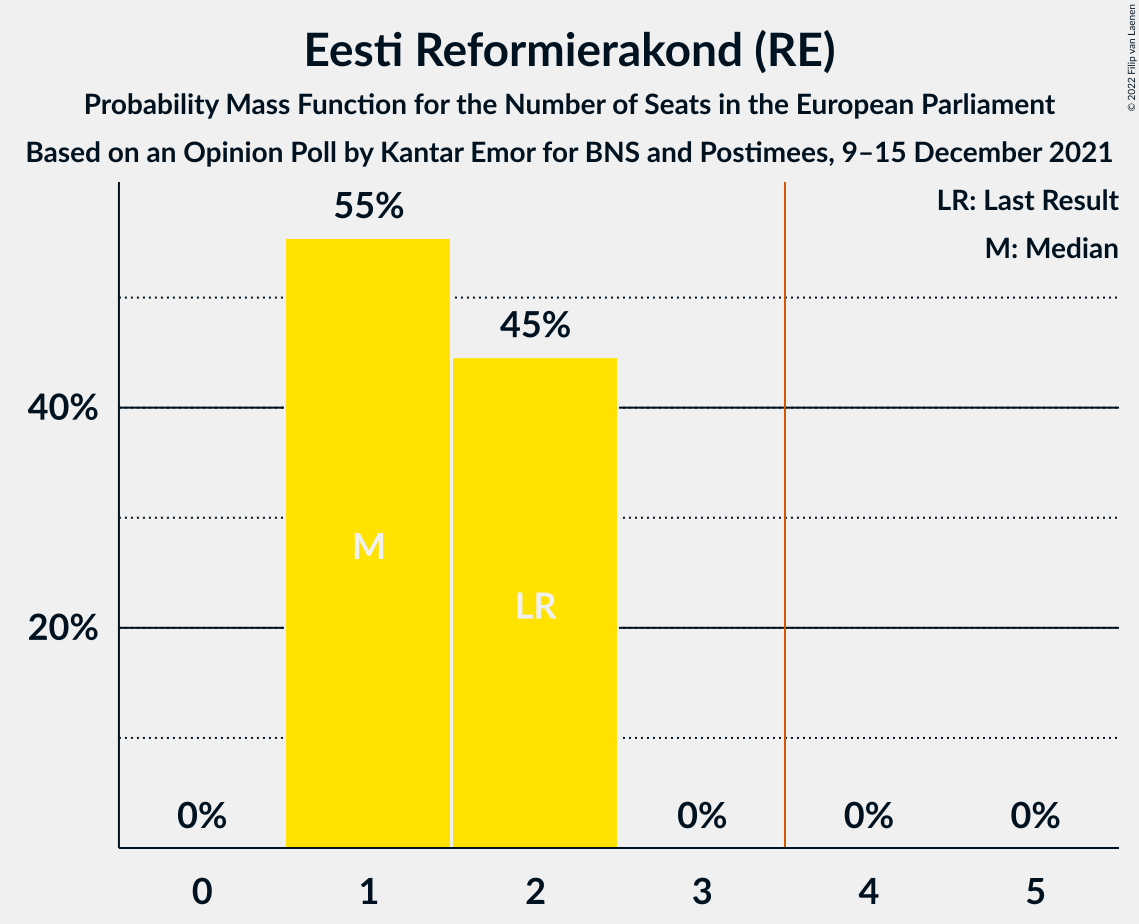 Eesti Reformierakond (RE)
Probability Mass Function for the Number of Seats in the European Parliament
Based on an Opinion Poll by Kantar Emor for BNS and Postimees, 9–15 December 2021
© 2022 Filip van Laenen
LR: Last Result
M: Median
55%
45%
40%
20%
M
LR
0%
0%
0%
0%
0
1
2
3
4
5